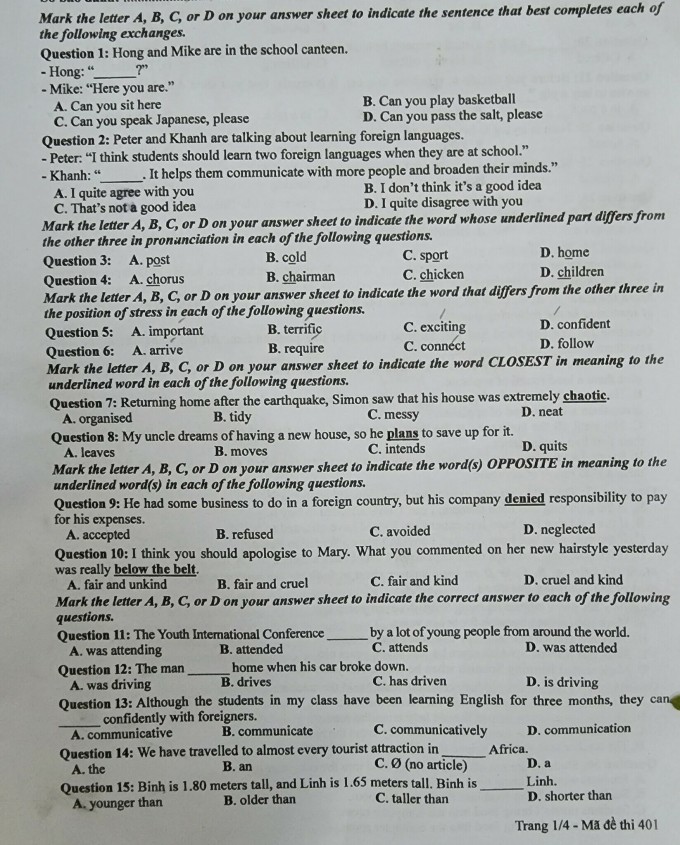 Mark the letter A, B, C, or D on your answer sheet to indicate the sentence that best completes each of
the following exchanges.
Question 1: Hong and Mike are in the school canteen.
- Hong: “______?”
- Mike: “Here you are.”
A. Can you sit here B. Can you play basketball
C. Can you speak Japanese, please D. Can you pass the salt, please
Question 2: Peter and Khanh are talking about learning foreign languages.
- Peter: “I think students should learn two foreign languages when they are at school.”
- Khanh: “______. It helps them communicate with more people and broaden their minds.”
A. I quite agree with you B. I don’t think it’s a good idea
C. That’s not a good idea D. I quite disagree with you
Mark the letter A, B, C, or D on your answer sheet to indicate the word whose underlined part differs from
the other three in pronunciation in each of the following questions.
Question 3: A. post B. cold C. sport D. home
Question 4: A. chorus B. chairman C. chicken D. children
Mark the letter A, B, C, or D on your answer sheet to indicate the word that differs from the other three in
the position of stress in each of the following questions.
Question 5: A. important B. terrific C. exciting D. confident
Question 6: A. arrive B. require C. connect D. follow
Mark the letter A, B, C, or D on your answer sheet to indicate the word CLOSEST in meaning to the
underlined word in each of the following questions.
Question 7: Returning home after the earthquake, Simon saw that his house was extremely chaotic.
A. organised B. tidy C. messy D. neat
Question 8: My uncle dreams of having a new house, so he plans to save up for it.
A. leaves B. moves C. intends D. quits
Mark the letter A, B, C, or D on your answer sheet to indicate the word(s) OPPOSITE in meaning to the
underlined word(s) in each of the following questions.
Question 9: He had some business to do in a foreign country, but his company denied responsibility to pay
for his expenses.
A. accepted B. refused C. avoided D. neglected
Question 10: I think you should apologise to Mary. What you commented on her new hairstyle yesterday
was really below the belt.
A. fair and unkind B. fair and cruel C. fair and kind D. cruel and kind
Mark the letter A, B, C, or D on your answer sheet to indicate the correct answer to each of the following
questions.
Question 11: The Youth International Conference ______ by a lot of young people from around the world.
A. was attending B. attended C. attends D. was attended
Question 12: The man ______ home when his car broke down.
A. was driving B. drives C. has driven D. is driving
Question 13: Although the students in my class have been learning English for three months, they can
______ confidently with foreigners.
A. communicative B. communicate C. communicatively D. communication
Question 14: We have travelled to almost every tourist attraction in ______ Africa.
A. the B. an C. Ø (no article) D. a
Question 15: Binh is 1.80 meters tall, and Linh is 1.65 meters tall. Binh is ______ Linh.
A. younger than B. older than C. taller than D. shorter than
Trang 1/4 - Mã đề thi 401